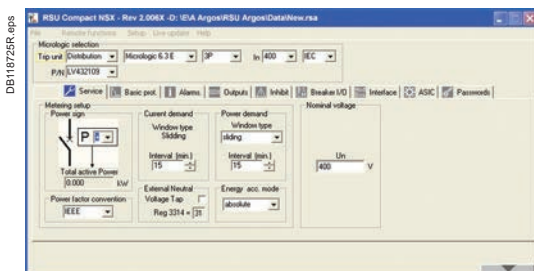 DB118725R.eps
RSU Compact NSX - Rev 2.006X -D: \E\A Argos\RSU Argos\Data\New.rsa
File Remote functions Setup Live update Help
Micrologic selection
Trip unit Distribution Micrologic 6.3 E 3P In 400 IEC
P/N LV432109
Service Basic prot. Alarms Outputs Inhibit Breaker I/O Interface ASIC Passwords
Metering setup
Power sign
P
Total active Power
0.000 kW
Power factor convention
IEEE
Current demand
Window type
Slidding
Interval (min.)
15
External Neutral
Voltage Tap
Reg 3314 = 31
Power demand
Window type
sliding
Interval (min.)
15
Energy acc. mode
absolute
Nominal voltage
Un
400 V